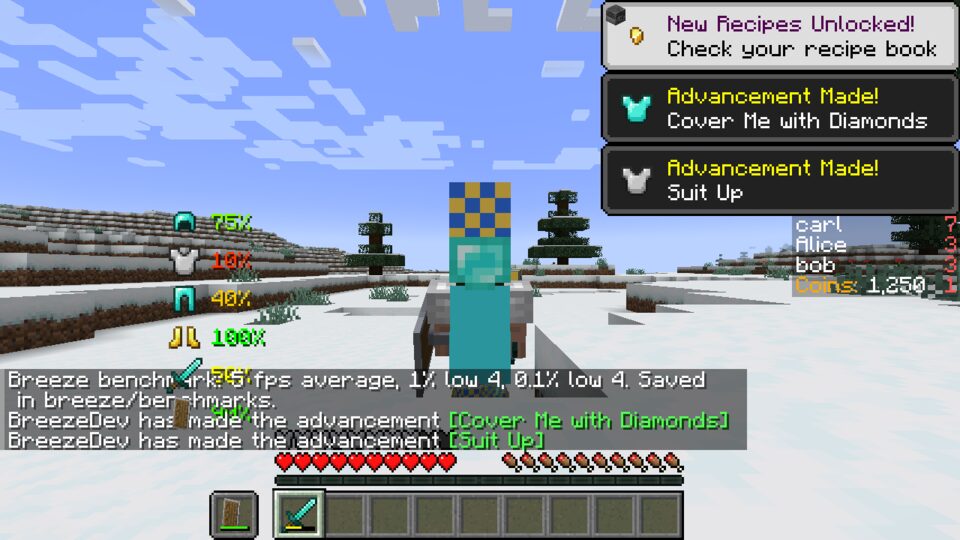 New Recipes Unlocked!
Check your recipe book
Advancement Made!
Cover Me with Diamonds
Advancement Made!
Suit Up
carl 7
Alice 3
bob 3
Coins: 1,250 1
75%
10%
40%
100%
50%
Breeze benchmark: 5 fps average, 1% low 4, 0.1% low 4. Saved
in breeze/benchmarks.
BreezeDev has made the advancement [Cover Me with Diamonds]
BreezeDev has made the advancement [Suit Up]